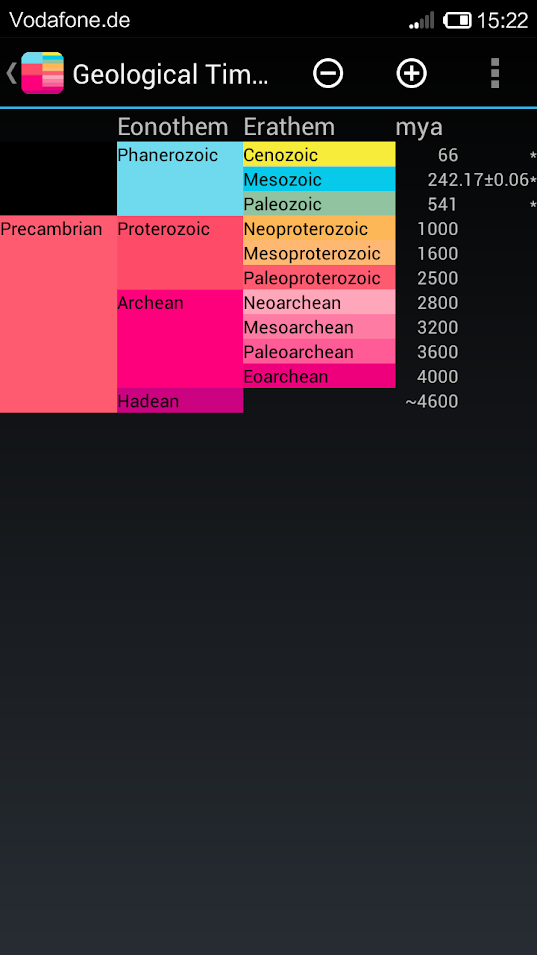 Vodafone.de 15:22
Geological Tim...
Eonothem Erathem mya
Phanerozoic Cenozoic 66 *
Mesozoic 242.17±0.06*
Paleozoic 541 *
Precambrian Proterozoic Neoproterozoic 1000
Mesoproterozoic 1600
Paleoproterozoic 2500
Archean Neoarchean 2800
Mesoarchean 3200
Paleoarchean 3600
Eoarchean 4000
Hadean ~4600